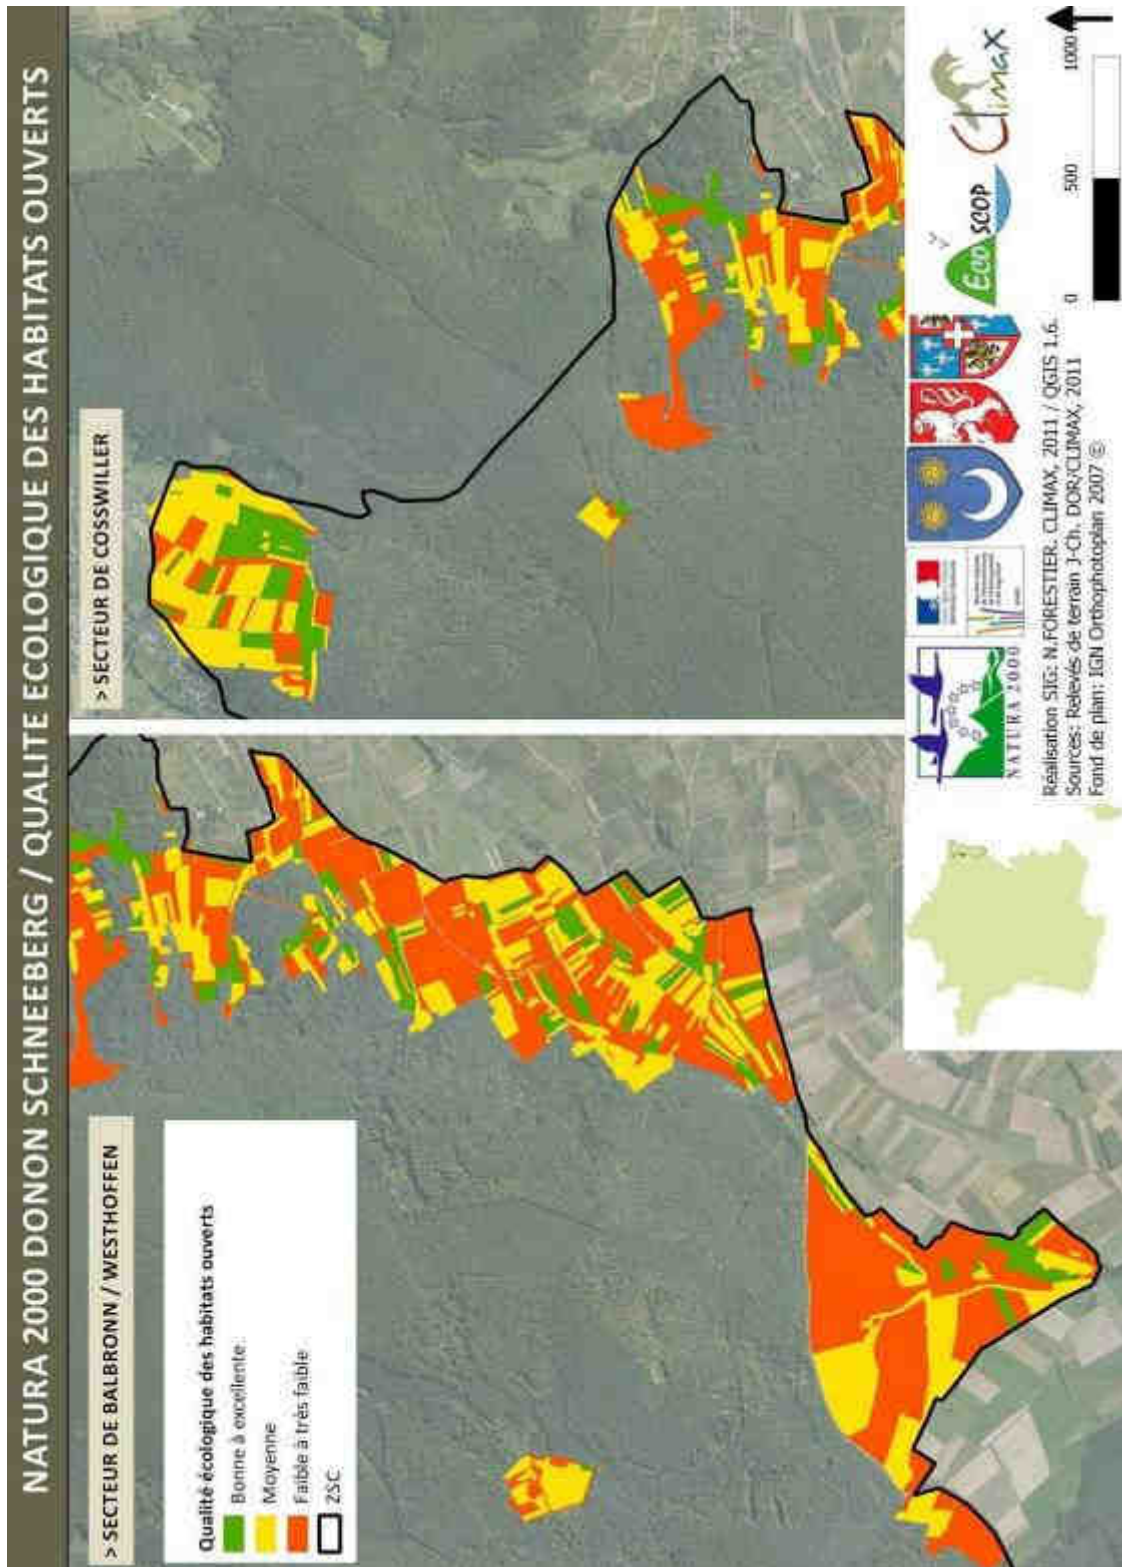 NATURA 2000 DONON SCHNEEBERG / QUALITE ECOLOGIQUE DES HABITATS OUVERTS
> SECTEUR DE BALBRONN / WESTHOFFEN
Qualité écologique des habitats ouverts
Bonne à excellente
Moyenne
Faible à très faible
ZSC
> SECTEUR DE COSSWILLER
NATURA 2000
ECO SCOP
Climax
Réalisation SIG: N.FORESTIER. CLIMAX, 2011 / QGIS 1.6.
Sources: Relevés de terrain J-Ch. DOR/CLIMAX, 2011
Fond de plan: IGN Orthophotoplan 2007 ©
0 500 1000